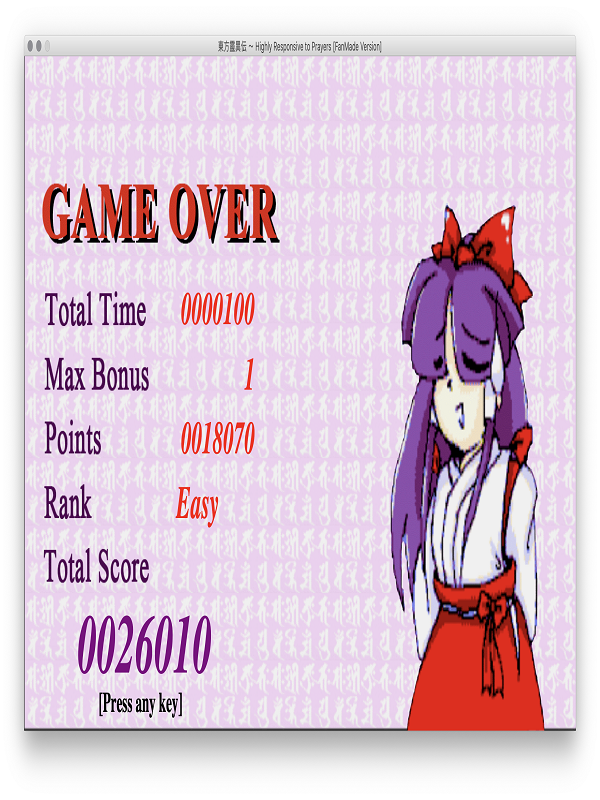 東方靈異伝 ~ Highly Responsive to Prayers [FanMade Version]
GAME OVER
Total Time 0000100
Max Bonus 1
Points 0018070
Rank Easy
Total Score
0026010
[Press any key]